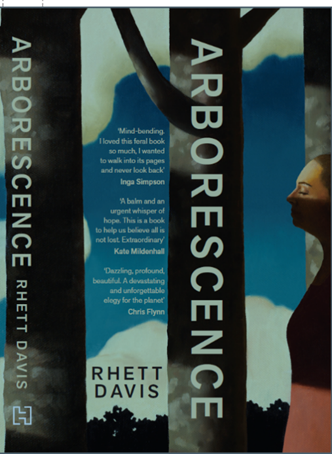 ARBORESCENCE RHETT DAVIS
H
‘Mind-bending.
I loved this feral book
so much, I wanted
to walk into its pages
and never look back’
Inga Simpson
‘A balm and an
urgent whisper of
hope. This is a book
to help us believe all is
not lost. Extraordinary’
Kate Mildenhall
‘Dazzling, profound,
beautiful. A devastating
and unforgettable
elegy for the planet’
Chris Flynn
RHETT
DAVIS
ARBORESCENCE